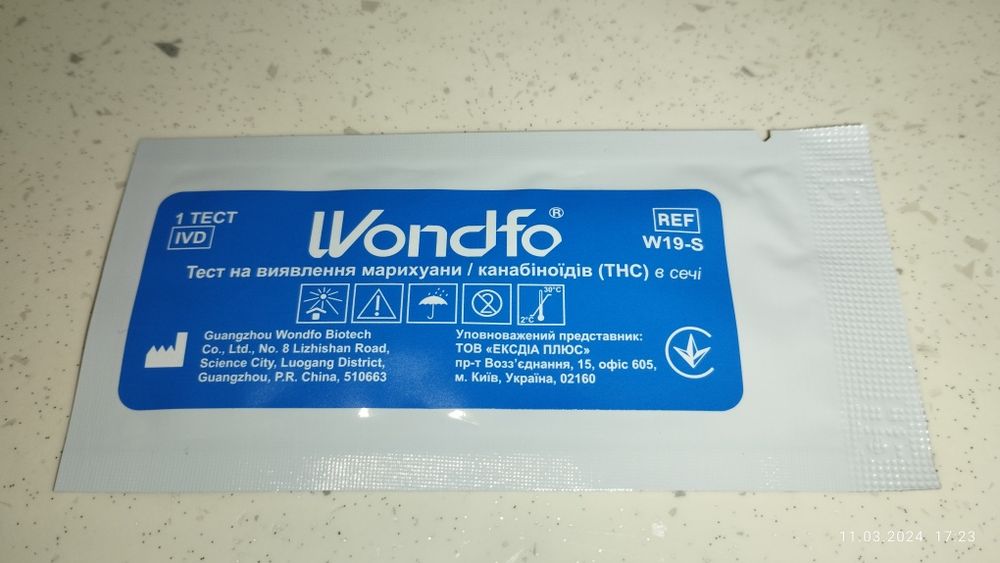 1 ТЕСТ
IVD
Wondfo®
REF
W19-S
Тест на виявлення марихуани / канабіноїдів (ТНС) в сечі
30°C
2°C
Guangzhou Wondfo Biotech
Co., Ltd., No. 8 Lizhishan Road,
Science City, Luogang District,
Guangzhou, P.R. China, 510663
Уповноважений представник:
ТОВ «ЕКСДІА ПЛЮС»
пр-т Возз'єднання, 15, офіс 605,
м. Київ, Україна, 02160
11.03.2024 17:23